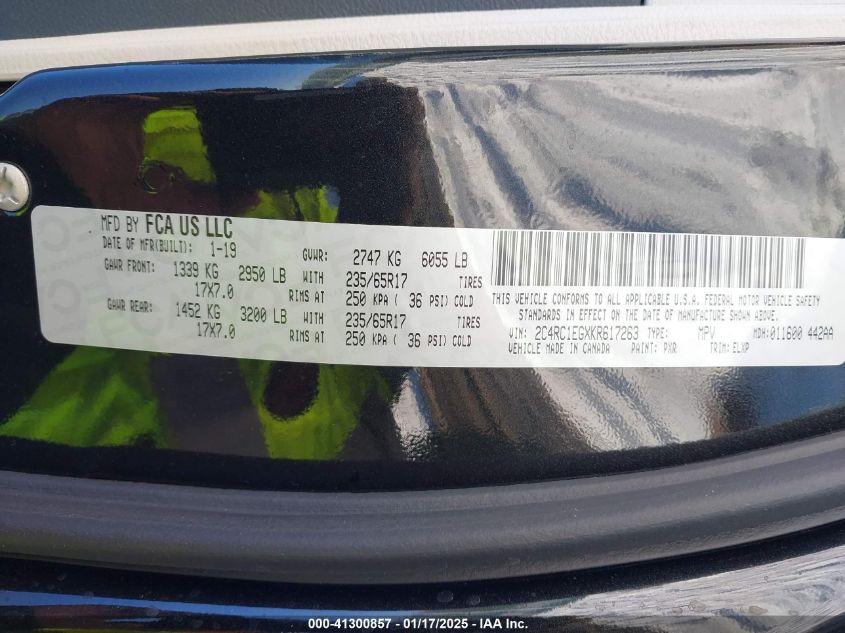 MFD BY FCA US LLC
DATE OF MFR(BUILT): 1-19 GVWR: 2747 KG 6055 LB
GAWR FRONT: 1339 KG 2950 LB WITH 235/65R17 TIRES
17X7.0 RIMS AT 250 KPA ( 36 PSI) COLD
GAWR REAR: 1452 KG 3200 LB WITH 235/65R17 TIRES
17X7.0 RIMS AT 250 KPA ( 36 PSI) COLD
THIS VEHICLE CONFORMS TO ALL APPLICABLE U.S.A. FEDERAL MOTOR VEHICLE SAFETY
STANDARDS IN EFFECT ON THE DATE OF MANUFACTURE SHOWN ABOVE.
VIN: 2C4RC1EGXKR617263 TYPE: MPV MDH:011600 442AA
VEHICLE MADE IN CANADA PAINT: PXR TRIM: ELXP
000-41300857 - 01/17/2025 - IAA Inc.